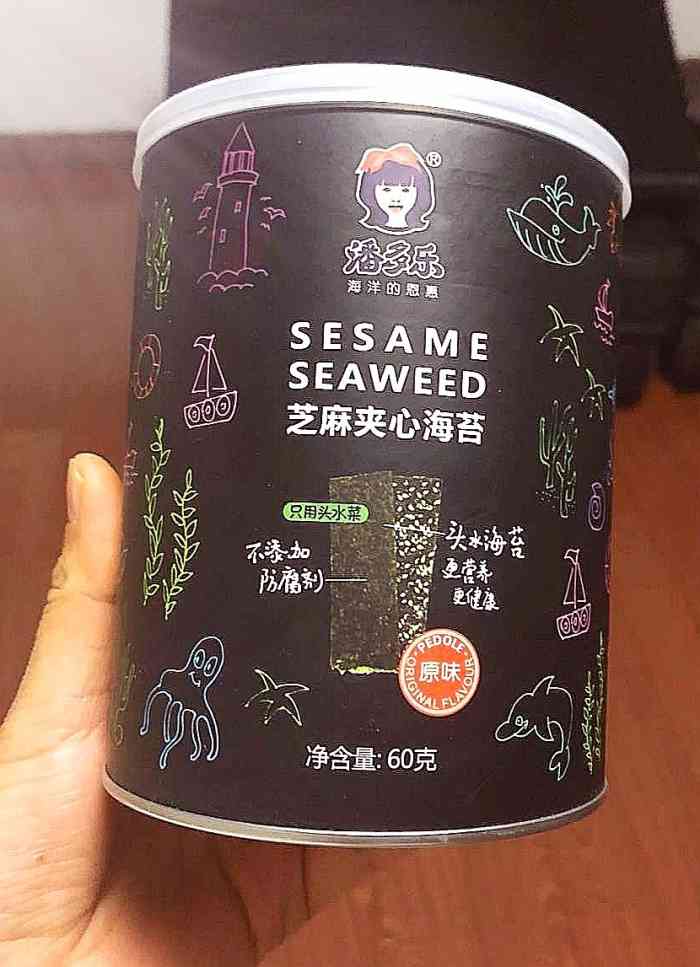 ®
潘多乐
海洋的恩惠
SESAME
SEAWEED
芝麻夹心海苔
只用头水菜
不添加
防腐剂
头水海苔
更营养
更健康
PEDOLE
原味
ORIGINAL FLAVOUR
净含量: 60克